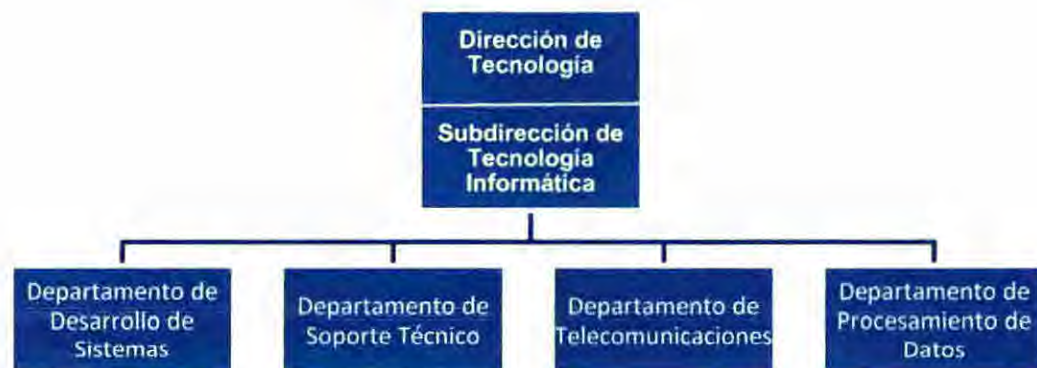 Dirección de
Tecnología
Subdirección de
Tecnología
Informática
Departamento de
Desarrollo de
Sistemas
Departamento de
Soporte Técnico
Departamento de
Telecomunicaciones
Departamento de
Procesamiento de
Datos